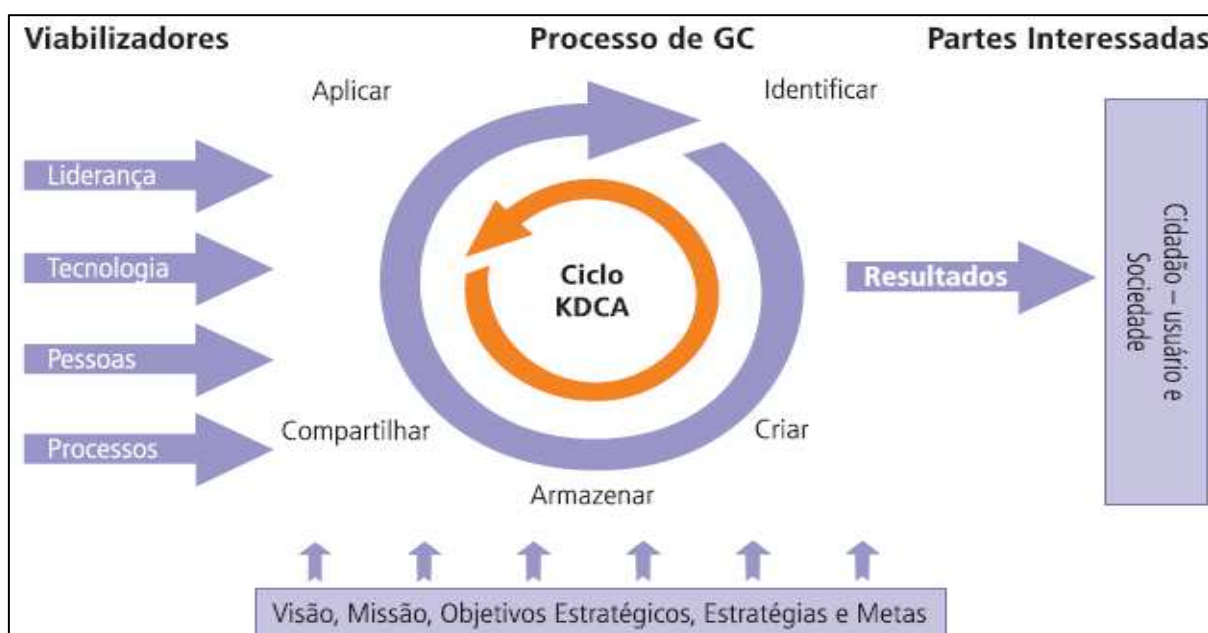 Viabilizadores
Processo de GC
Partes Interessadas
Aplicar
Identificar
Liderança
Tecnologia
Pessoas
Processos
Ciclo
KDCA
Compartilhar
Criar
Armazenar
Resultados
Cidadão – usuário e
Sociedade
Visão, Missão, Objetivos Estratégicos, Estratégias e Metas